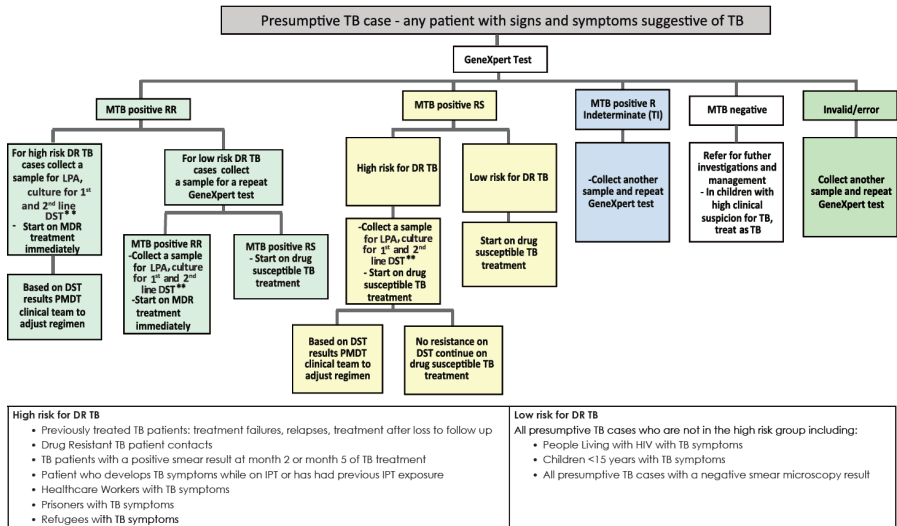 Presumptive TB case - any patient with signs and symptoms suggestive of TB
GeneXpert Test
MTB positive RR
MTB positive RS
MTB positive R
Indeterminate (TI)
MTB negative
Invalid/error
For high risk DR TB
cases collect a
sample for LPA,
culture for 1st
and 2nd line
DST**
- Start on MDR
treatment
immediately
For low risk DR TB
cases collect
a sample for a repeat
GeneXpert test
High risk for DR TB
Low risk for DR TB
-Collect another
sample and repeat
GeneXpert test
Refer for futher
investigations and
management
- In children with
high clinical
suspicion for TB,
treat as TB
Collect another
sample and repeat
GeneXpert test
Based on DST
results PMDT
clinical team to
adjust regimen
MTB positive RR
-Collect a sample
for LPA, culture
for 1st and 2nd
line DST**
-Start on MDR
treatment
immediately
MTB positive RS
- Start on drug
susceptible TB
treatment
-Collect a sample
for LPA, culture
for 1st and 2nd
line DST**
- Start on drug
susceptible TB
treatment
Start on drug
susceptible TB
treatment
Based on DST
results PMDT
clinical team to
adjust regimen
No resistance on
DST continue on
drug susceptible TB
treatment
High risk for DR TB
• Previously treated TB patients: treatment failures, relapses, treatment after loss to follow up
• Drug Resistant TB patient contacts
• TB patients with a positive smear result at month 2 or month 5 of TB treatment
• Patient who develops TB symptoms while on IPT or has had previous IPT exposure
• Healthcare Workers with TB symptoms
• Prisoners with TB symptoms
• Refugees with TB symptoms
Low risk for DR TB
All presumptive TB cases who are not in the high risk group including:
• People Living with HIV with TB symptoms
• Children <15 years with TB symptoms
• All presumptive TB cases with a negative smear microscopy result